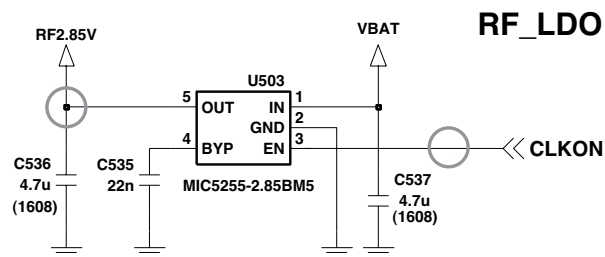 RF_LDO
RF2.85V
VBAT
U503
5 OUT IN 1
GND 2
4 BYP EN 3
CLKON
C536
4.7u
(1608)
C535
22n
MIC5255-2.85BM5
C537
4.7u
(1608)